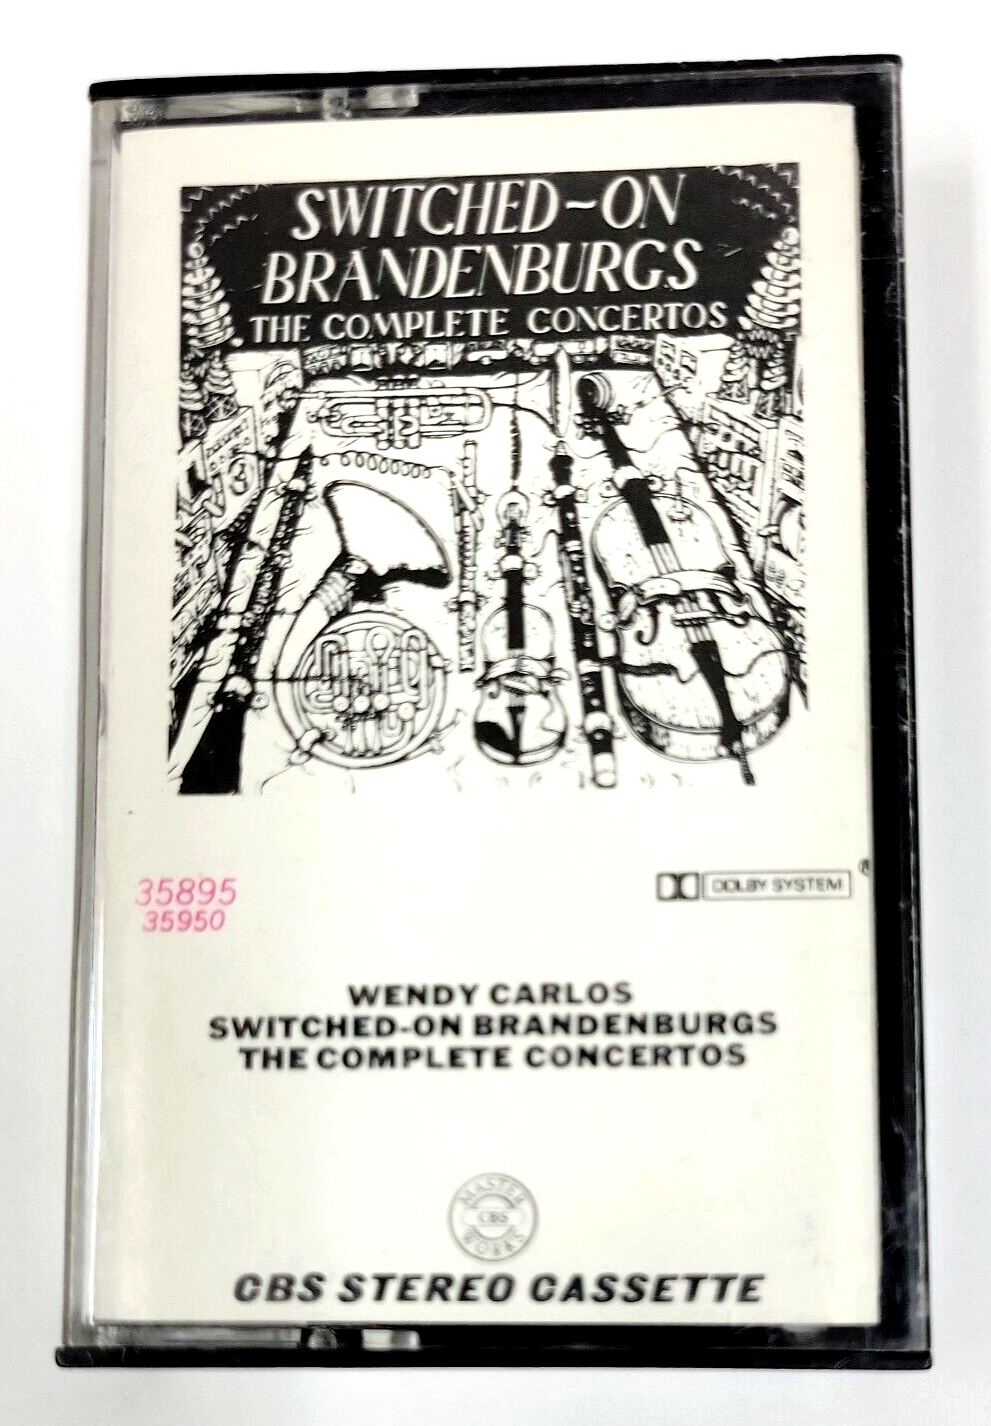 SWITCHED-ON
BRANDENBURGS
THE COMPLETE CONCERTOS
35895
35950
DOLBY SYSTEM ®
WENDY CARLOS
SWITCHED-ON BRANDENBURGS
THE COMPLETE CONCERTOS
MASTER
CBS
WORKS
CBS STEREO CASSETTE